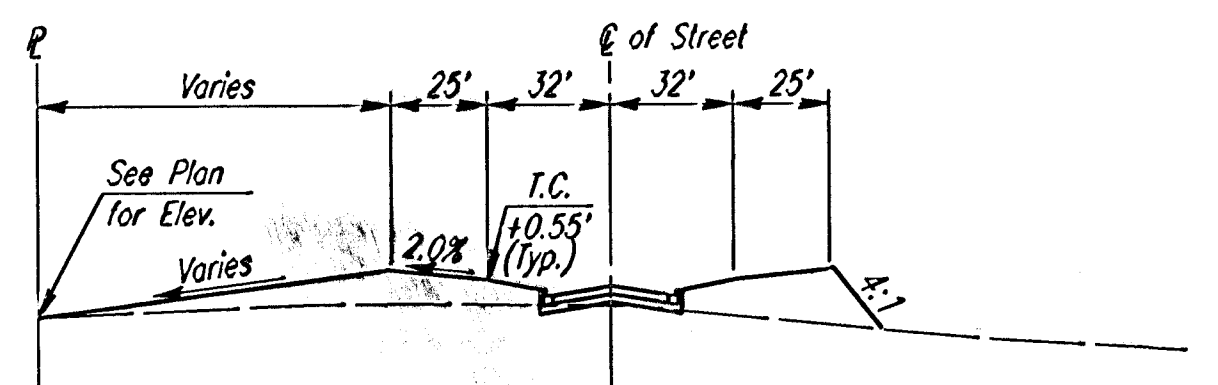 ℄ of Street
Varies
25'
32'
32'
25'
See Plan
for Elev.
T.C.
+0.55'
(Typ.)
2.0%
Varies
4:1